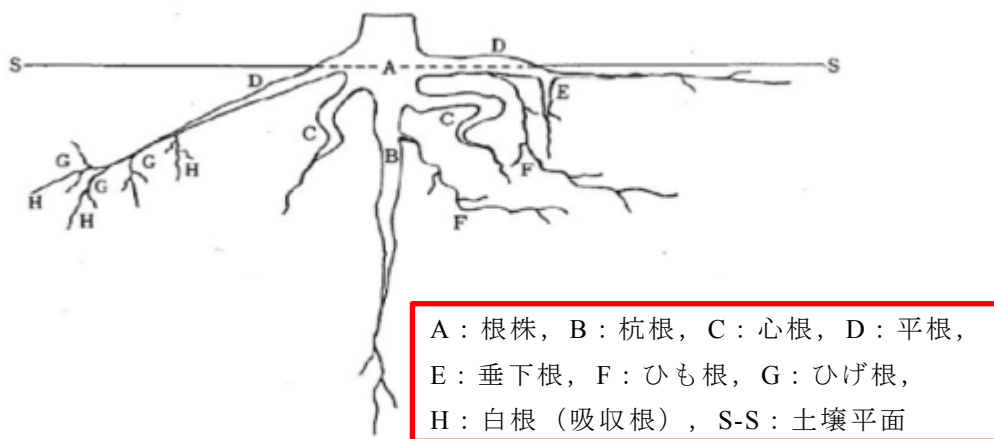 S
D
S
A
D
E
C
C
G
G
H
B
F
G
H
H
F
A：根株，B：杭根，C：心根，D：平根，
E：垂下根，F：ひも根，G：ひげ根，
H：白根（吸収根），S-S：土壌平面